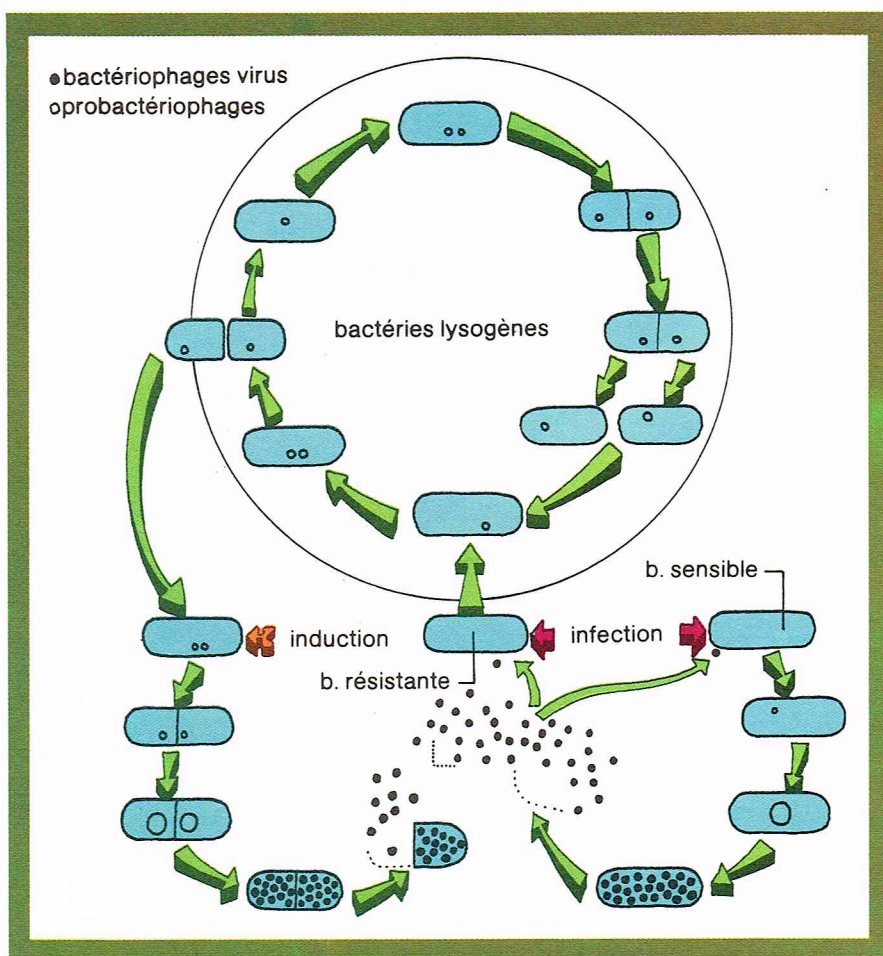 bactériophages virus
probactériophages
bactéries lysogènes
b. sensible
induction
infection
b. résistante